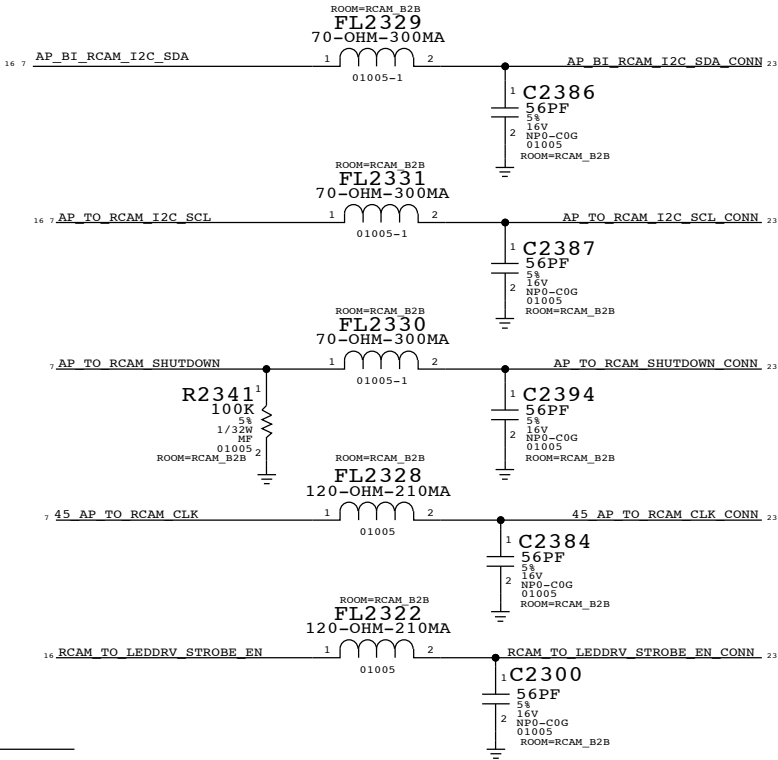 ROOM=RCAM_B2B
FL2329
70-OHM-300MA
16 7 AP_BI_RCAM_I2C_SDA 1 2 AP_BI_RCAM_I2C_SDA_CONN 23
01005-1
1 C2386
56PF
5%
16V
2 NP0-C0G
01005
ROOM=RCAM_B2B
ROOM=RCAM_B2B
FL2331
70-OHM-300MA
16 7 AP_TO_RCAM_I2C_SCL 1 2 AP_TO_RCAM_I2C_SCL_CONN 23
01005-1
1 C2387
56PF
5%
16V
2 NP0-C0G
01005
ROOM=RCAM_B2B
ROOM=RCAM_B2B
FL2330
70-OHM-300MA
7 AP_TO_RCAM_SHUTDOWN 1 2 AP_TO_RCAM_SHUTDOWN_CONN 23
01005-1
R2341 1
100K
5%
1/32W
MF
01005
ROOM=RCAM_B2B 2
1 C2394
56PF
5%
16V
2 NP0-C0G
01005
ROOM=RCAM_B2B
ROOM=RCAM_B2B
FL2328
120-OHM-210MA
7 45_AP_TO_RCAM_CLK 1 2 45_AP_TO_RCAM_CLK_CONN 23
01005
1 C2384
56PF
5%
16V
2 NP0-C0G
01005
ROOM=RCAM_B2B
ROOM=RCAM_B2B
FL2322
120-OHM-210MA
16 RCAM_TO_LEDDRV_STROBE_EN 1 2 RCAM_TO_LEDDRV_STROBE_EN_CONN 23
01005
1 C2300
56PF
5%
16V
2 NP0-C0G
01005
ROOM=RCAM_B2B